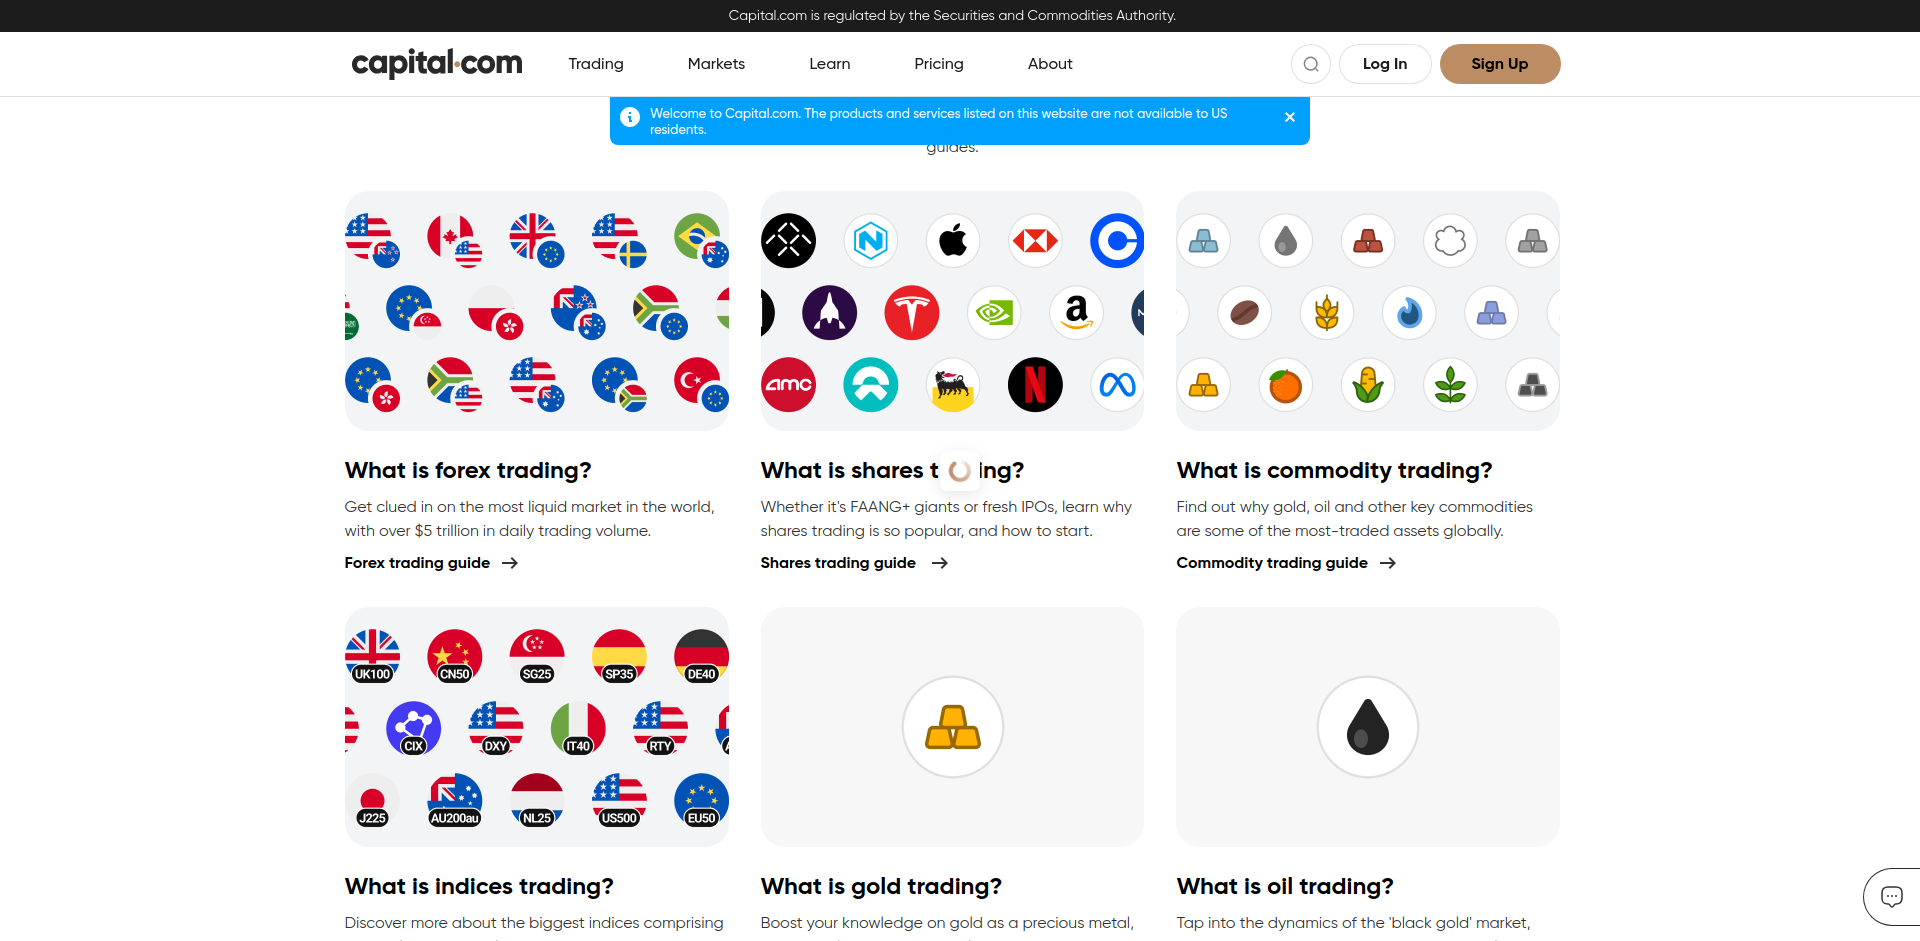 Capital.com is regulated by the Securities and Commodities Authority.
capital.com
Trading
Markets
Learn
Pricing
About
Log In
Sign Up
Welcome to Capital.com. The products and services listed on this website are not available to US
residents.
guides.
amc
a
N
What is forex trading?
Get clued in on the most liquid market in the world,
with over $5 trillion in daily trading volume.
Forex trading guide
What is shares t ing?
Whether it's FAANG+ giants or fresh IPOs, learn why
shares trading is so popular, and how to start.
Shares trading guide
What is commodity trading?
Find out why gold, oil and other key commodities
are some of the most-traded assets globally.
Commodity trading guide
UK100
CN50
SG25
SP35
DE40
CIX
DXY
IT40
RTY
J225
AU200au
NL25
US500
EU50
What is indices trading?
Discover more about the biggest indices comprising
What is gold trading?
Boost your knowledge on gold as a precious metal,
What is oil trading?
Tap into the dynamics of the 'black gold' market,